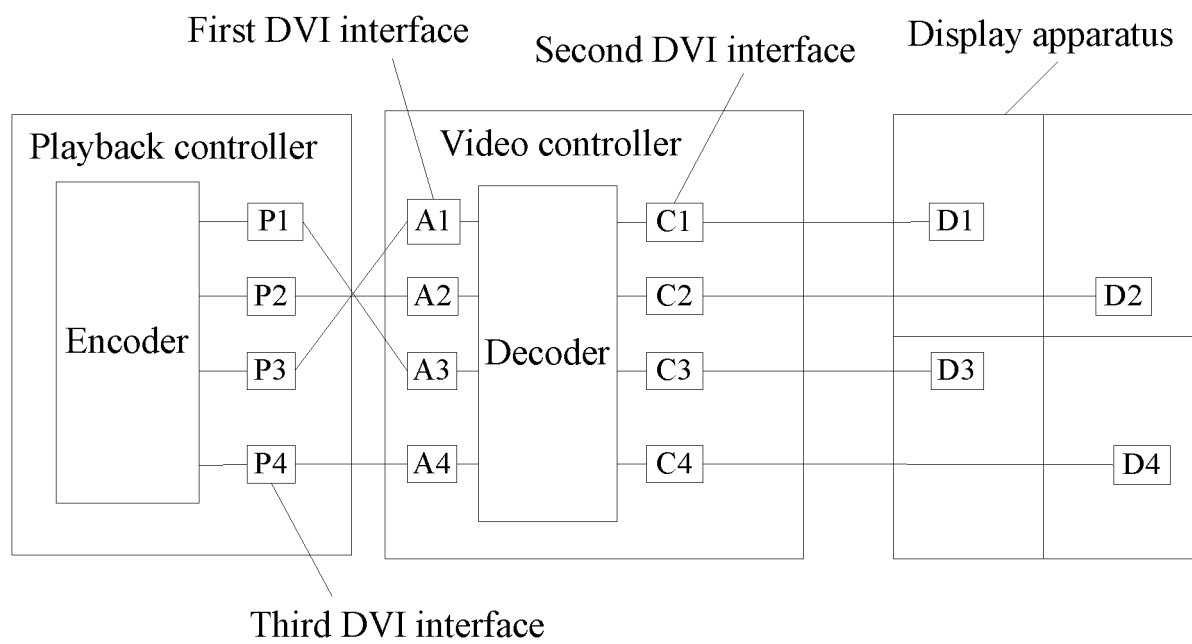 First DVI interface
Second DVI interface
Display apparatus
Playback controller
Video controller
P1
A1
C1
D1
P2
A2
C2
D2
Encoder
Decoder
P3
A3
C3
D3
P4
A4
C4
D4
Third DVI interface